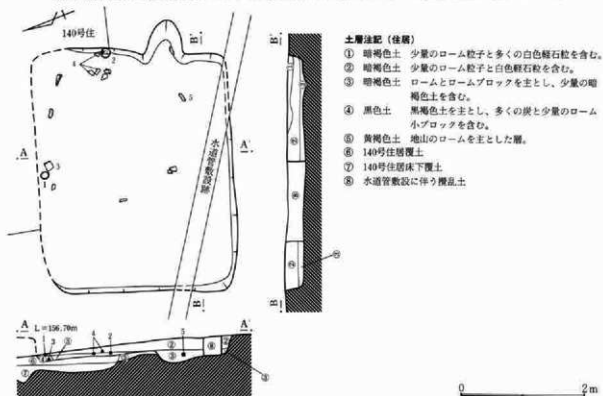 140号住
B
B'
A
A'
水道管敷設跡
B
B'
L=156.70m
A
A'
1
2
3
4
5
土層注記（住居）
① 暗褐色土 少量のローム粒子と多くの白色軽石粒を含む。
② 暗褐色土 少量のローム粒子と白色軽石粒を含む。
③ 暗褐色土 ロームとロームブロックを主とし、少量の暗
褐色土を含む。
④ 黒色土 黒褐色土を主とし、多くの炭と少量のローム
小ブロックを含む。
⑤ 黄褐色土 地山のロームを主とした層。
⑥ 140号住居覆土
⑦ 140号住居床下覆土
⑧ 水道管敷設に伴う攪乱土
0 2m